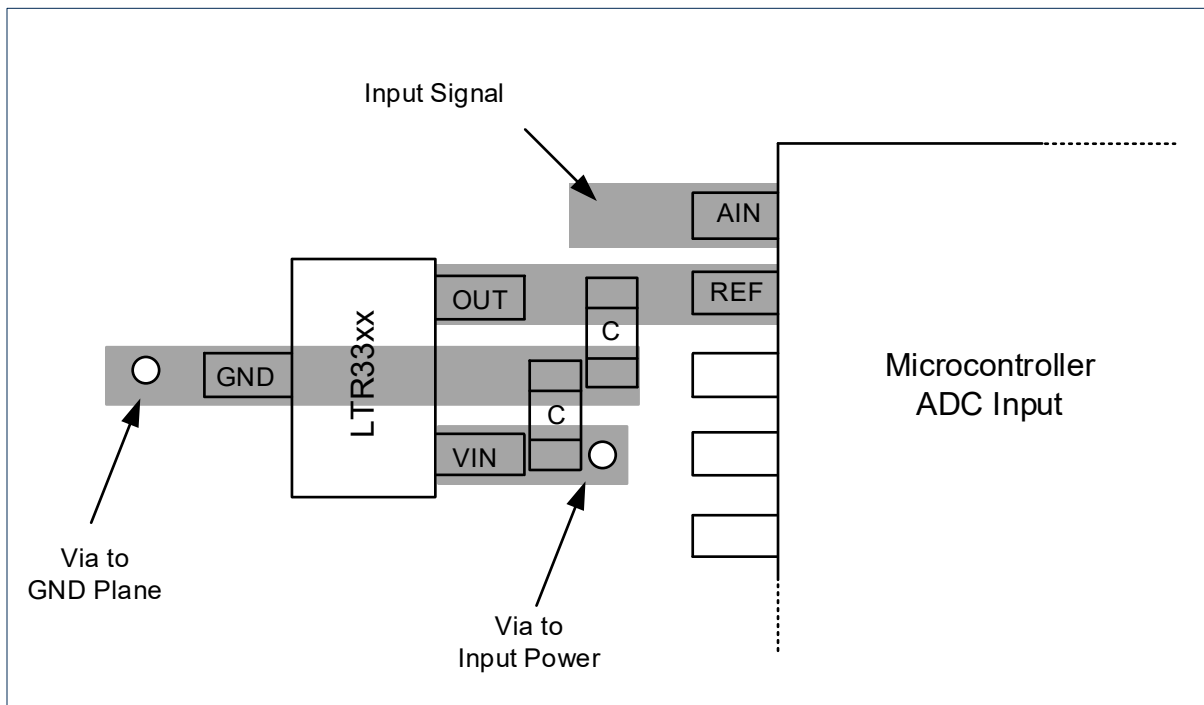 Input Signal
AIN
OUT
REF
C
GND
LTR33xx
C
VIN
Microcontroller
ADC Input
Via to
GND Plane
Via to
Input Power